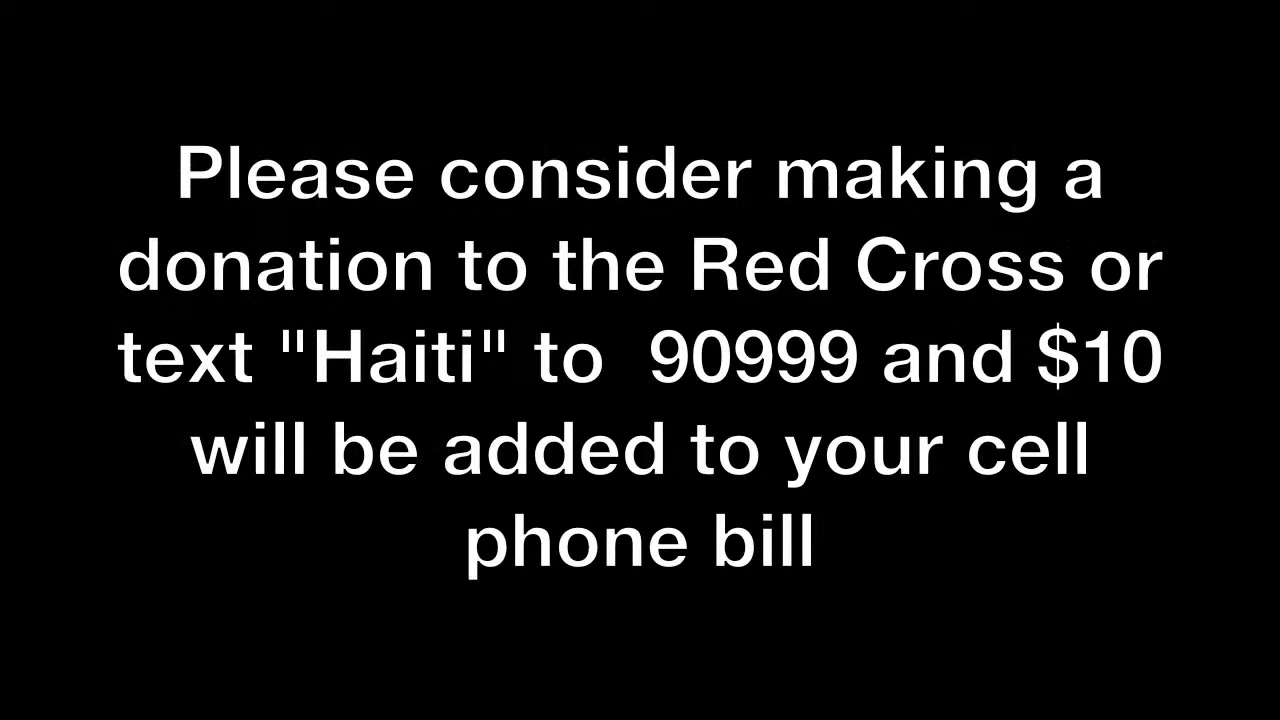 Please consider making a
donation to the Red Cross or
text "Haiti" to  90999 and $10
will be added to your cell
phone bill